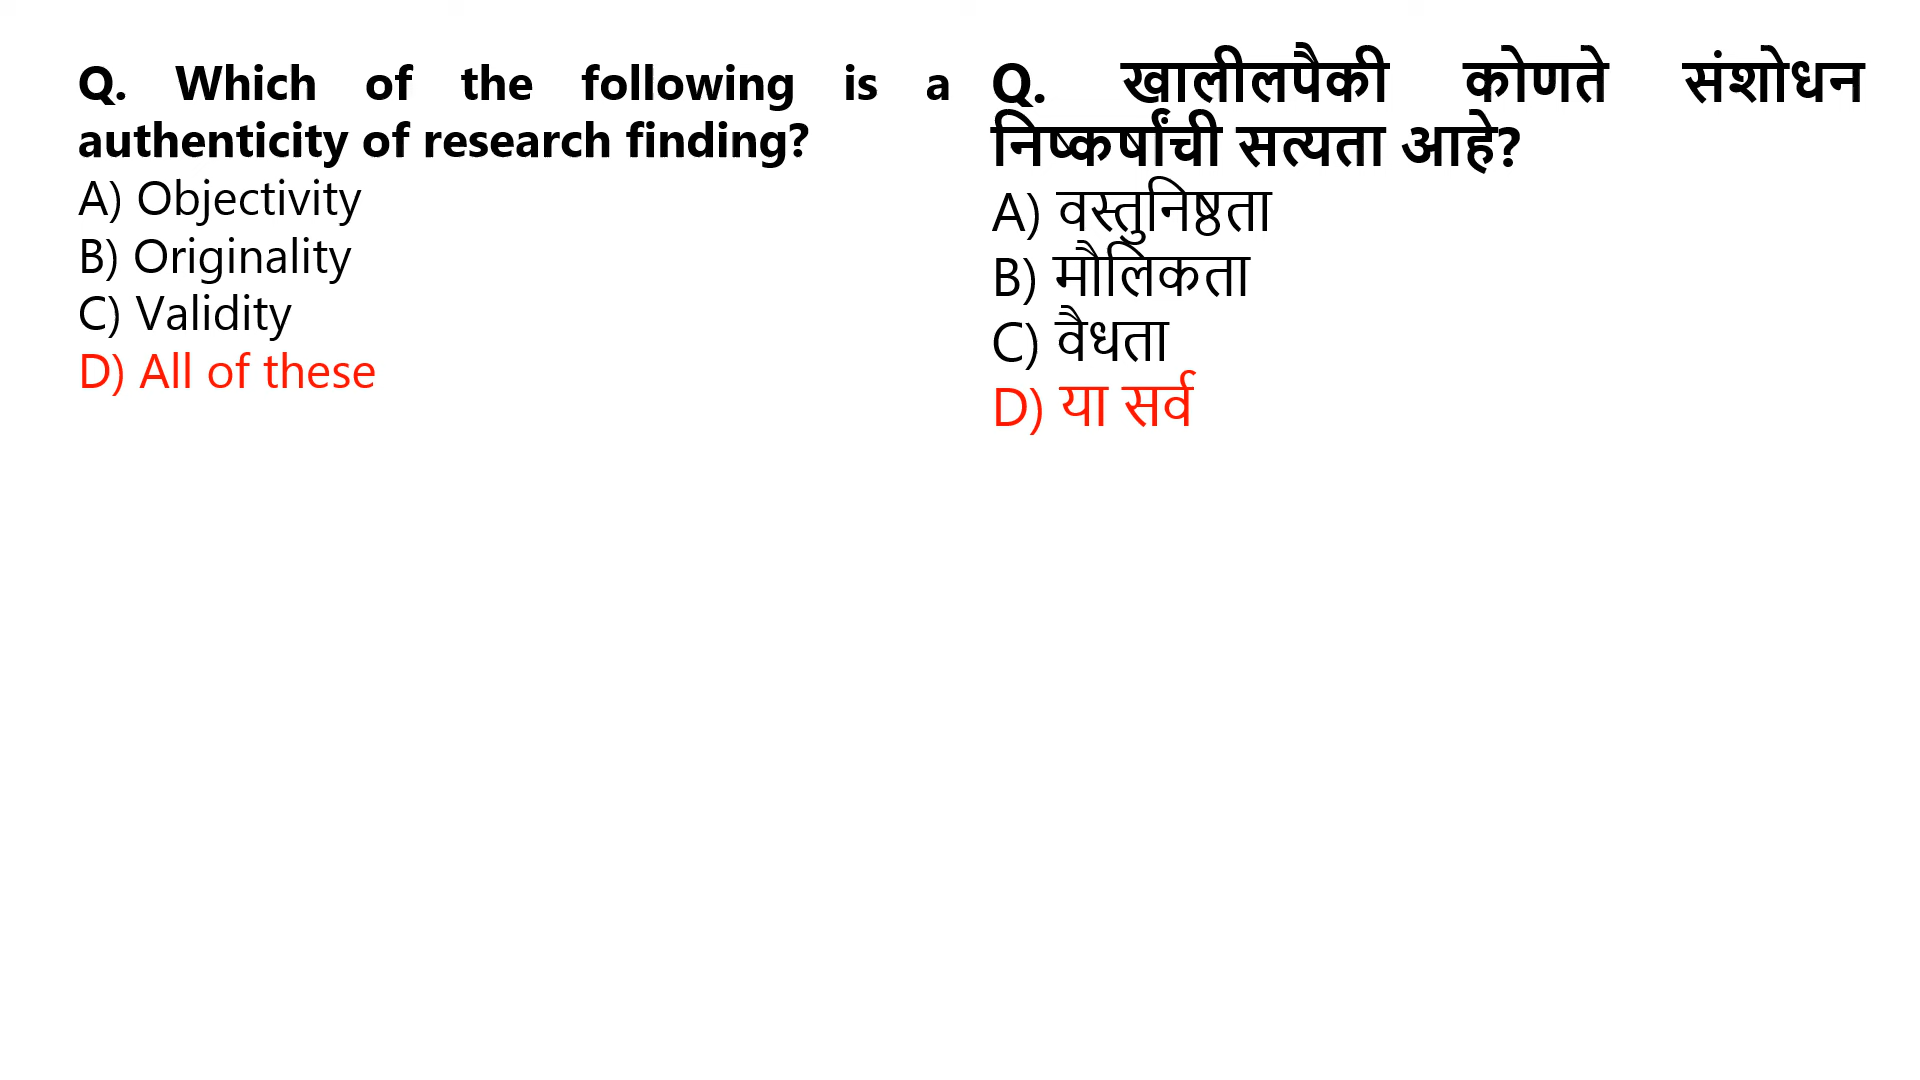 Q. Which of the following is a
authenticity of research finding?
A) Objectivity
B) Originality
C) Validity
D) All of these
Q. खालीलपैकी कोणते संशोधन
निष्कर्षांची सत्यता आहे?
A) वस्तुनिष्ठता
B) मौलिकता
C) वैधता
D) या सर्व